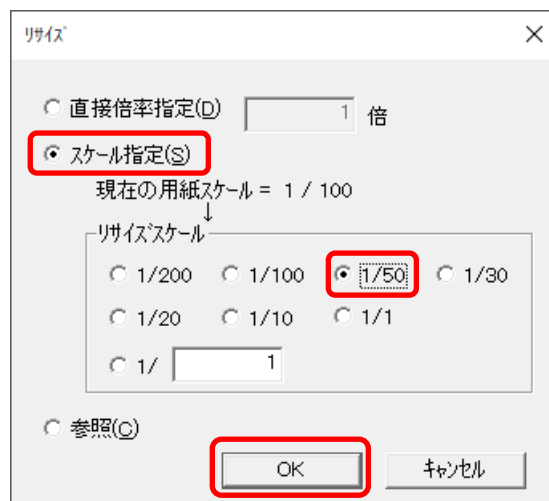 ﾘｻｲｽﾞ
直接倍率指定(D) 1 倍
ｽｹｰﾙ指定(S)
現在の用紙ｽｹｰﾙ = 1 / 100
↓
ﾘｻｲｽﾞｽｹｰﾙ
1/200 1/100 1/50 1/30
1/20 1/10 1/1
1/ 1
参照(C)
OK ｷｬﾝｾﾙ